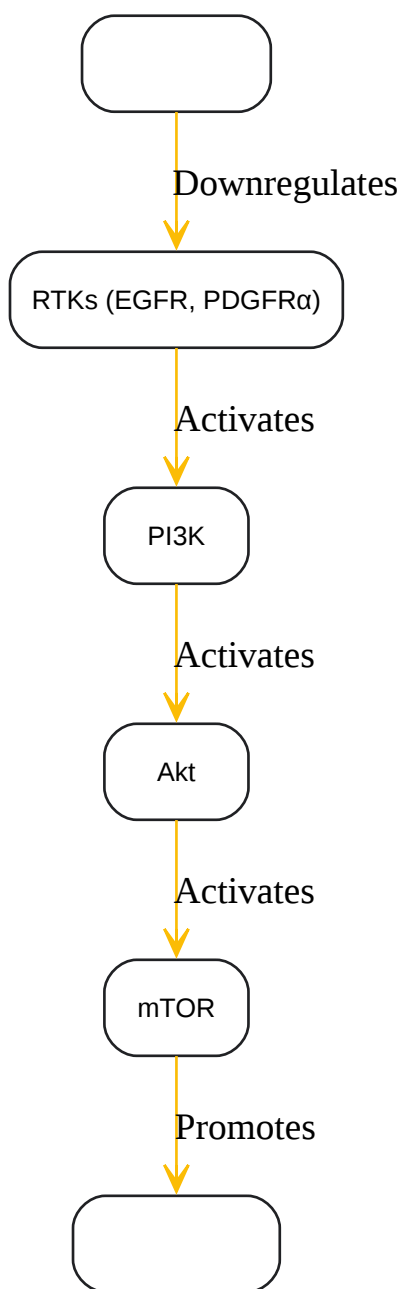 Downregulates
RTKs (EGFR, PDGFRα)
Activates
PI3K
Activates
Akt
Activates
mTOR
Promotes